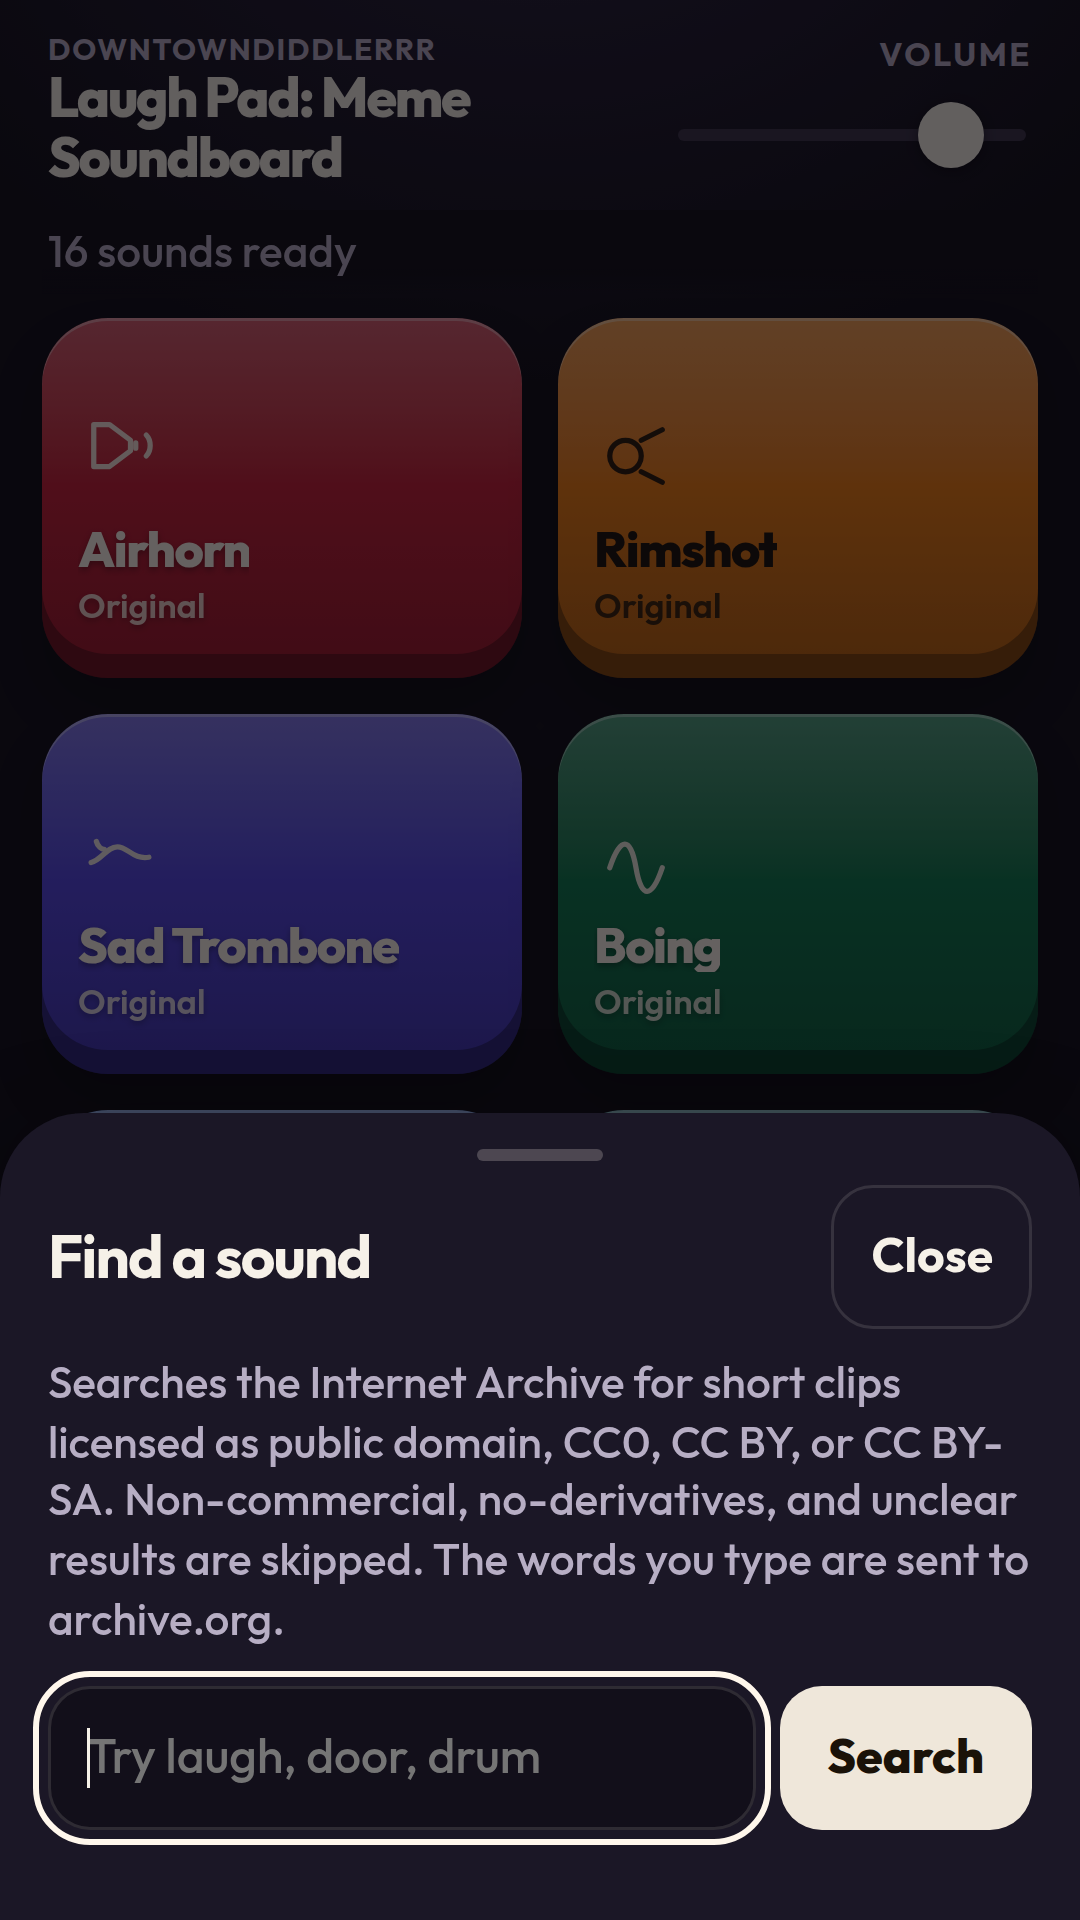 DOWNTOWNDIDDLERRR
Laugh Pad: Meme
Soundboard
VOLUME
16 sounds ready
Airhorn
Original
Rimshot
Original
Sad Trombone
Original
Boing
Original
Find a sound
Close
Searches the Internet Archive for short clips
licensed as public domain, CC0, CC BY, or CC BY-
SA. Non-commercial, no-derivatives, and unclear
results are skipped. The words you type are sent to
archive.org.
Try laugh, door, drum
Search